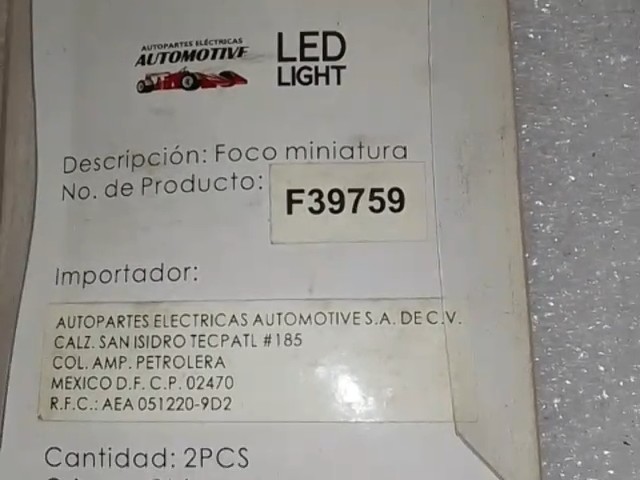 AUTOPARTES ELÉCTRICAS
AUTOMOTIVE
LED
LIGHT
Descripción: Foco miniatura
No. de Producto: F39759
Importador:
AUTOPARTES ELECTRICAS AUTOMOTIVE S.A. DE C.V.
CALZ. SAN ISIDRO TECPATL #185
COL. AMP. PETROLERA
MEXICO D.F. C.P. 02470
R.F.C.: AEA 051220-9D2
Cantidad: 2PCS